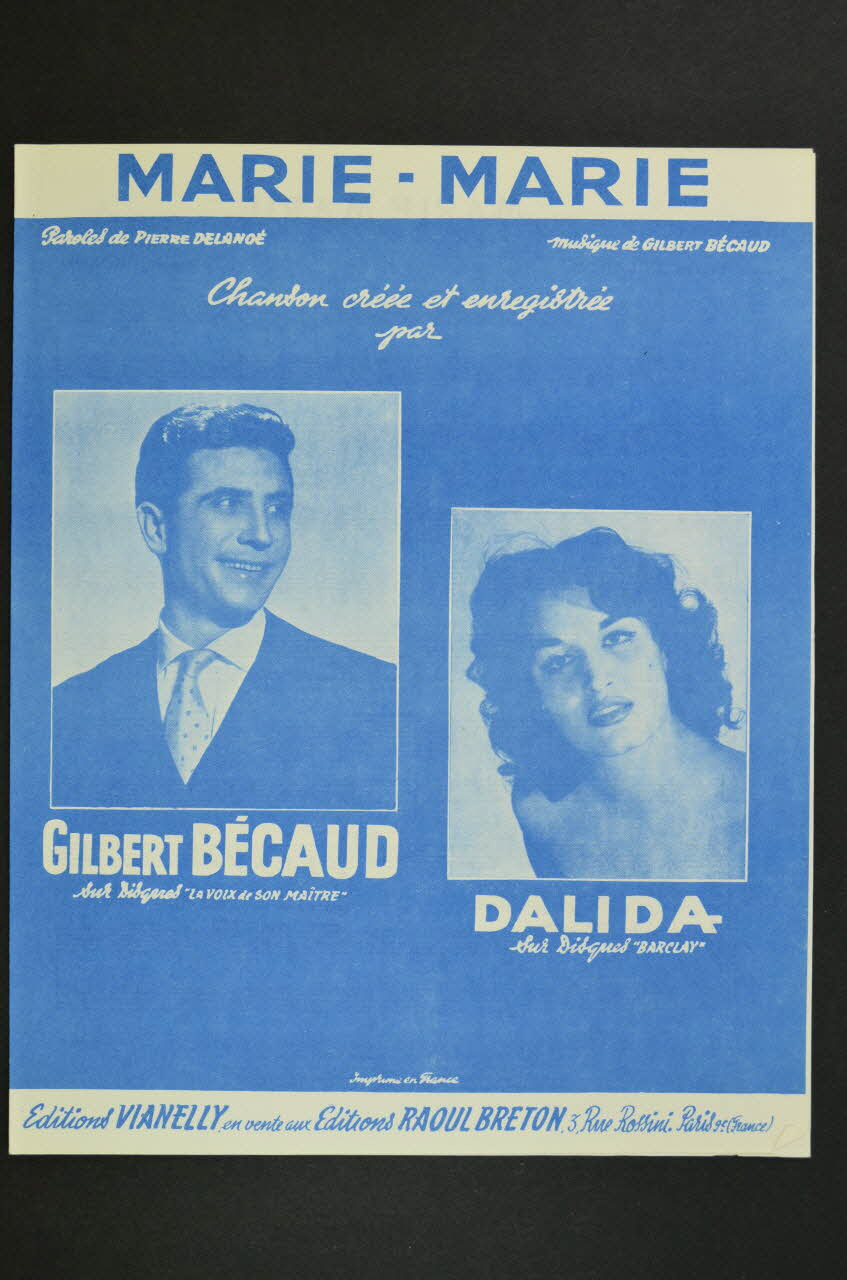 MARIE - MARIE
Paroles de PIERRE DELANOË
musique de GILBERT BÉCAUD
Chanson créée et enregistrée
par
GILBERT BÉCAUD
sur Disques "LA VOIX de SON MAÎTRE"
DALIDA
sur Disques "BARCLAY"
Imprimé en France
Editions VIANELLY, en vente aux Editions RAOUL BRETON, 3, Rue Rossini. Paris 9e (France)